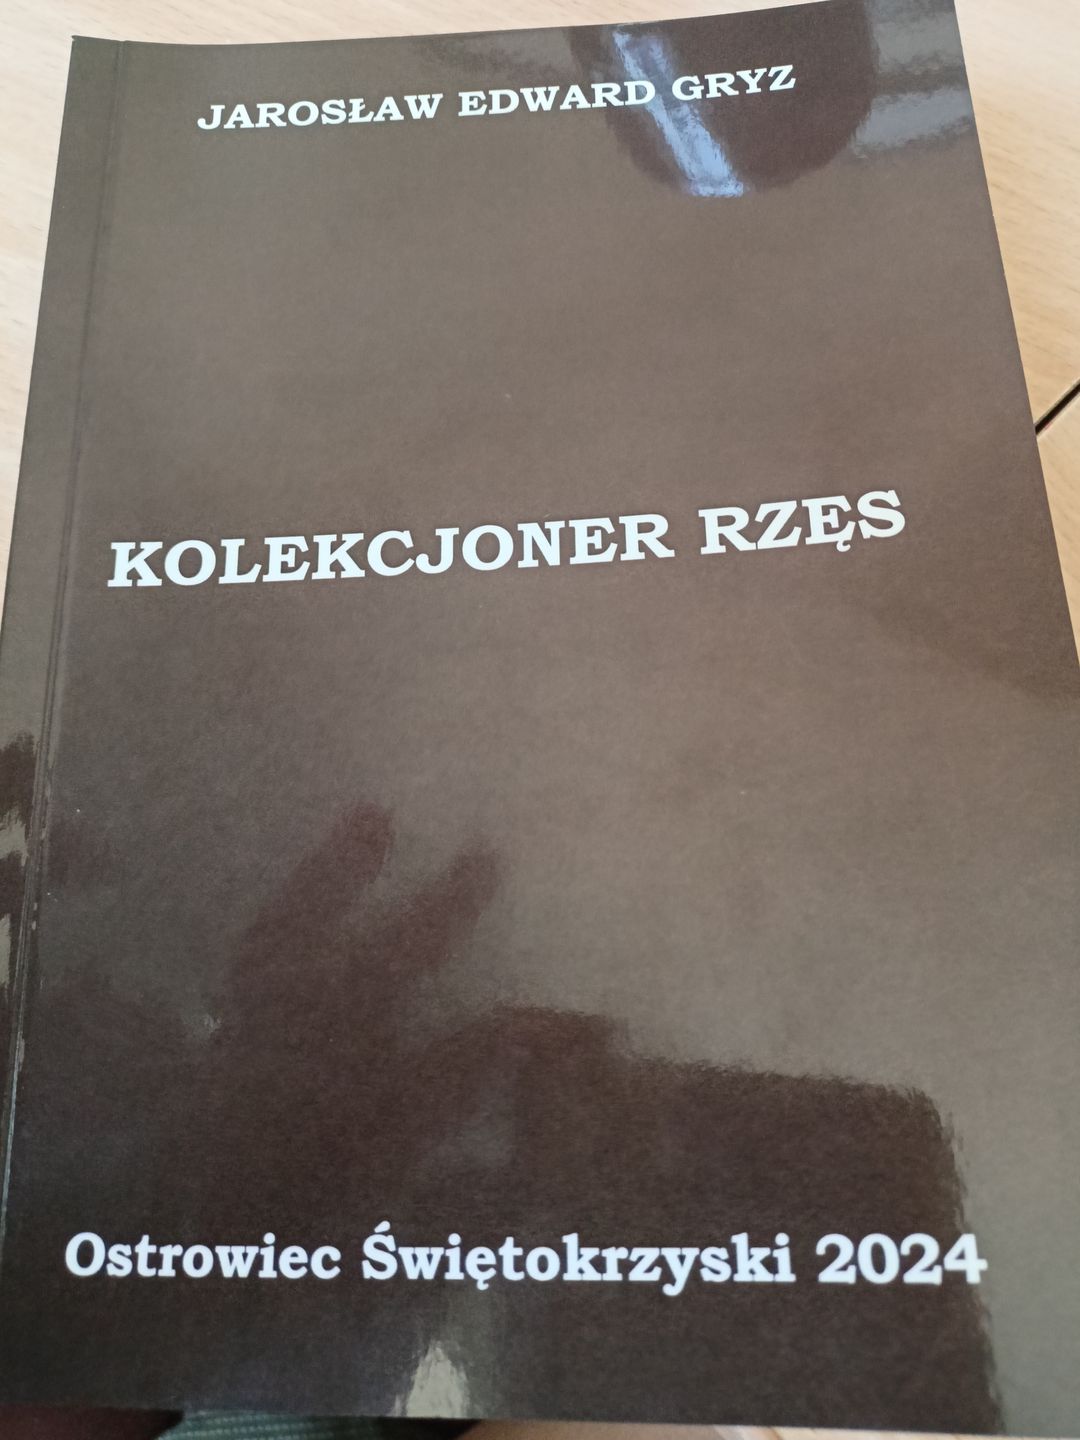 JAROSŁAW EDWARD GRYZ
KOLEKCJONER RZĘS
Ostrowiec Świętokrzyski 2024